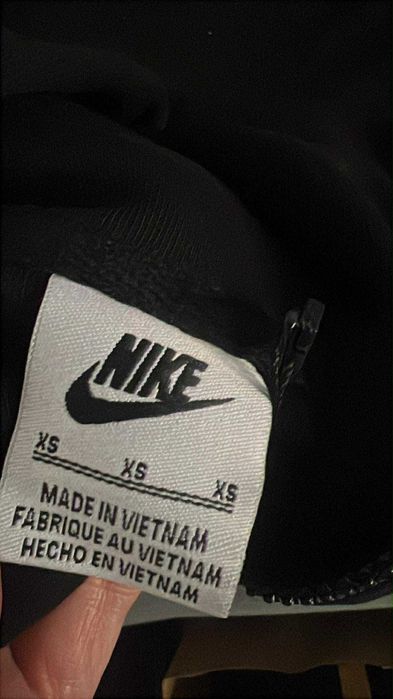 NIKE
XS XS XS
MADE IN VIETNAM
FABRIQUE AU VIETNAM
HECHO EN VIETNAM